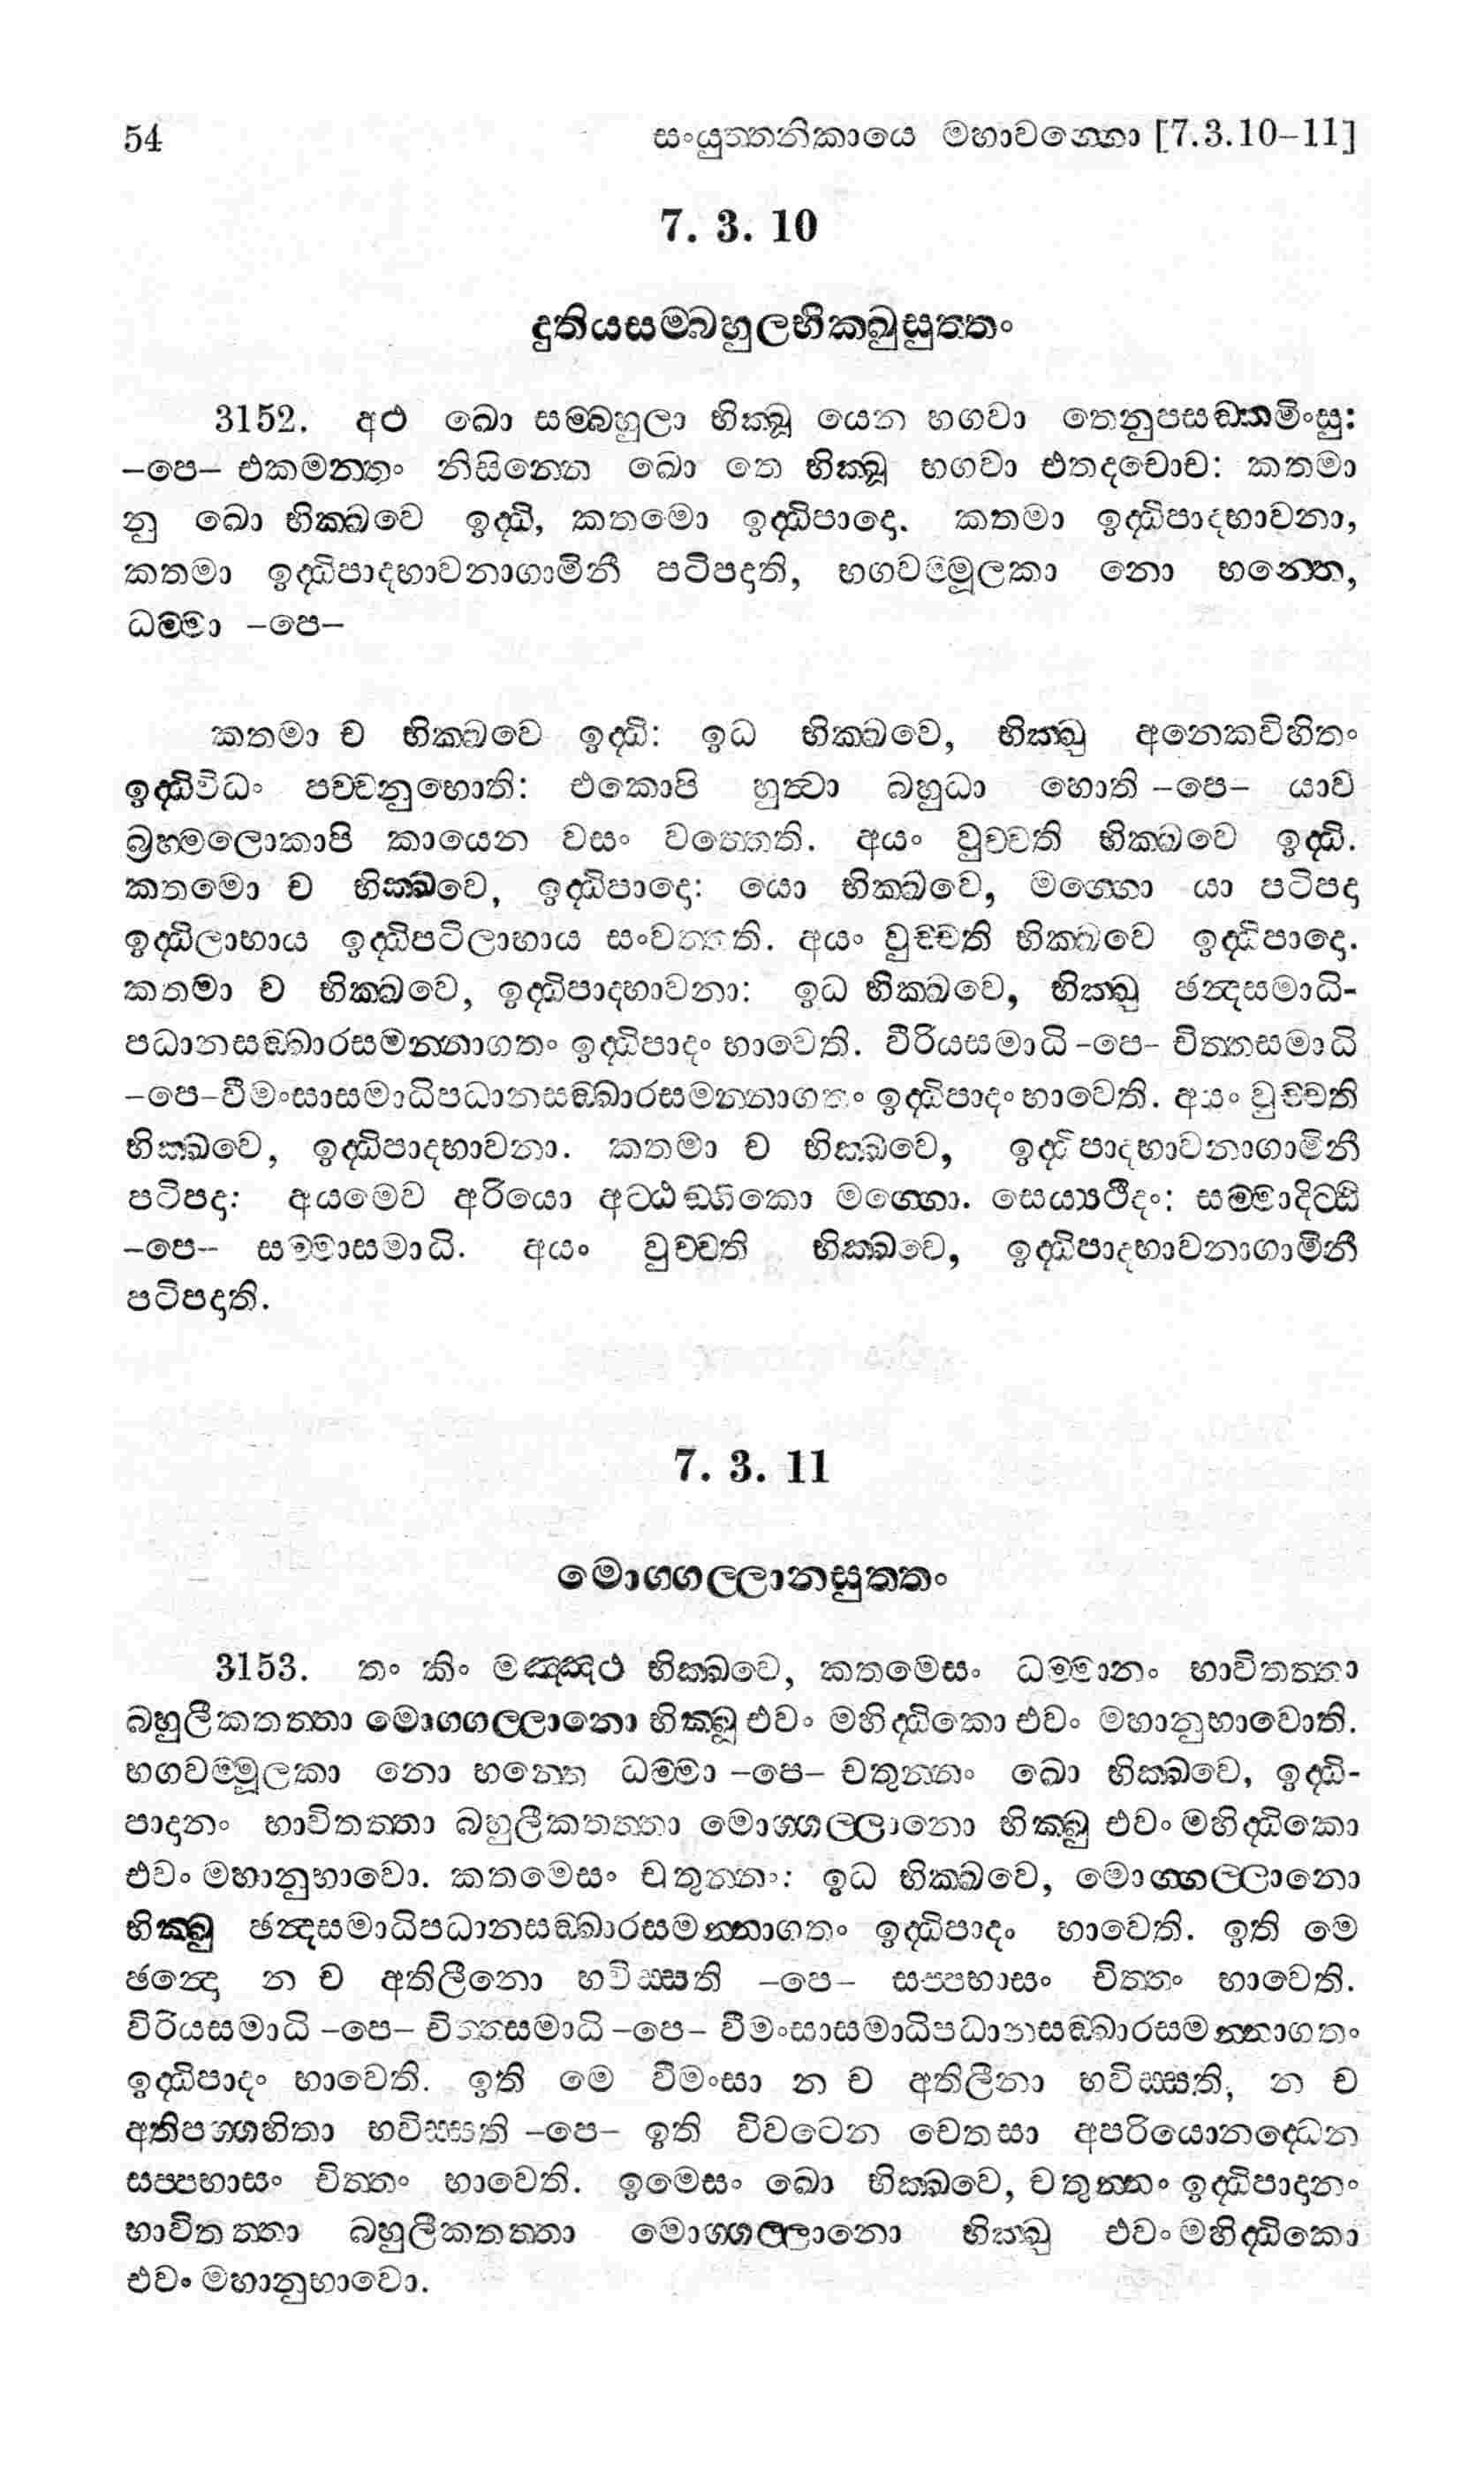 54 සංයුත්තනිකායෙ මහාවග්ගො [7.3.10–11]
7. 3. 10
දුතියසම්බහුලභික්ඛුසුත්තං
3152. අථ ඛො සම්බහුලා භික්ඛූ යෙන භගවා තෙනුපසඞ්කමිංසු:
–පෙ– එකමන්තං නිසින්නෙ ඛො තෙ භික්ඛූ භගවා එතදවොච: කතමා
නු ඛො භික්ඛවෙ ඉද්ධි, කතමො ඉද්ධිපාදො. කතමා ඉද්ධිපාදභාවනා,
කතමා ඉද්ධිපාදභාවනාගාමිනී පටිපදාති, භගවම්මූලකා නො භන්තෙ,
ධම්මා –පෙ–
කතමා ච භික්ඛවෙ ඉද්ධි: ඉධ භික්ඛවෙ, භික්ඛු අනෙකවිහිතං
ඉද්ධිවිධං පච්චනුභොති: එකොපි හුත්වා බහුධා හොති –පෙ– යාව
බ්‍රහ්මලොකාපි කායෙන වසං වත්තෙති. අයං වුච්චති භික්ඛවෙ ඉද්ධි.
කතමො ච භික්ඛවෙ, ඉද්ධිපාදො: යො භික්ඛවෙ, මග්ගො යා පටිපදා
ඉද්ධිලාභාය ඉද්ධිපටිලාභාය සංවත්තති. අයං වුච්චති භික්ඛවෙ ඉද්ධිපාදො.
කතමා ච භික්ඛවෙ, ඉද්ධිපාදභාවනා: ඉධ භික්ඛවෙ, භික්ඛු ඡන්දසමාධි-
පධානසඞ්ඛාරසමන්නාගතං ඉද්ධිපාදං භාවෙති. වීරියසමාධි –පෙ– චිත්තසමාධි
–පෙ–වීමංසාසමාධිපධානසඞ්ඛාරසමන්නාගතං ඉද්ධිපාදං භාවෙති. අයං වුච්චති
භික්ඛවෙ, ඉද්ධිපාදභාවනා. කතමා ච භික්ඛවෙ, ඉද්ධිපාදභාවනාගාමිනී
පටිපදා: අයමෙව අරියො අට්ඨඞ්ගිකො මග්ගො. සෙය්‍යථීදං: සම්මාදිට්ඨි
–පෙ– සම්මාසමාධි. අයං වුච්චති භික්ඛවෙ, ඉද්ධිපාදභාවනාගාමිනී
පටිපදාති.
7. 3. 11
මොග්ගල්ලානසුත්තං
3153. තං කිං මඤ්ඤථ භික්ඛවෙ, කතමෙසං ධම්මානං භාවිතත්තා
බහුලීකතත්තා මොග්ගල්ලානො භික්ඛු එවං මහිද්ධිකො එවං මහානුභාවොති.
භගවම්මූලකා නො භන්තෙ ධම්මා –පෙ– චතුන්නං ඛො භික්ඛවෙ, ඉද්ධි-
පාදානං භාවිතත්තා බහුලීකතත්තා මොග්ගල්ලානො භික්ඛු එවං මහිද්ධිකො
එවං මහානුභාවො. කතමෙසං චතුන්නං: ඉධ භික්ඛවෙ, මොග්ගල්ලානො
භික්ඛු ඡන්දසමාධිපධානසඞ්ඛාරසමන්නාගතං ඉද්ධිපාදං භාවෙති. ඉති මෙ
ඡන්දො න ච අතිලීනො භවිස්සති –පෙ– සප්පභාසං චිත්තං භාවෙති.
විරියසමාධි –පෙ– චිත්තසමාධි –පෙ– වීමංසාසමාධිපධානසඞ්ඛාරසමන්නාගතං
ඉද්ධිපාදං භාවෙති. ඉති මෙ වීමංසා න ච අතිලීනා භවිස්සති, න ච
අතිපග්ගහිතා භවිස්සති –පෙ– ඉති විවටෙන චෙතසා අපරියොනද්ධෙන
සප්පභාසං චිත්තං භාවෙති. ඉමෙසං ඛො භික්ඛවෙ, චතුන්නං ඉද්ධිපාදානං
භාවිතත්තා බහුලීකතත්තා මොග්ගල්ලානො භික්ඛු එවං මහිද්ධිකො
එවං මහානුභාවො.